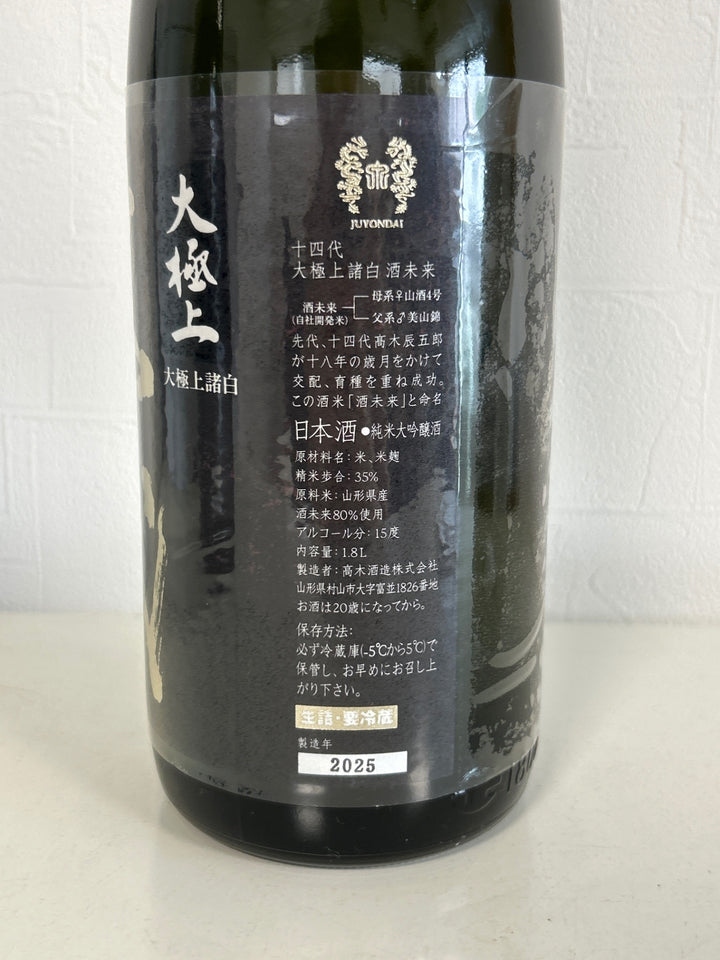 大極上
大極上諸白
JUYONDAI
十四代
大極上諸白 酒未来
酒未来
(自社開発米)
母系♀山酒4号
父系♂美山錦
先代、十四代高木辰五郎
が十八年の歳月をかけて
交配、育種を重ね成功。
この酒米「酒未来」と命名
日本酒●純米大吟醸酒
原材料名：米、米麹
精米歩合：35%
原料米：山形県産
酒未来80%使用
アルコール分：15度
内容量：1.8L
製造者：高木酒造株式会社
山形県村山市大字富並1826番地
お酒は20歳になってから。
保存方法：
必ず冷蔵庫(-5℃から5℃)で
保管し、お早めにお召し上
がり下さい。
生詰・要冷蔵
製造年
2025